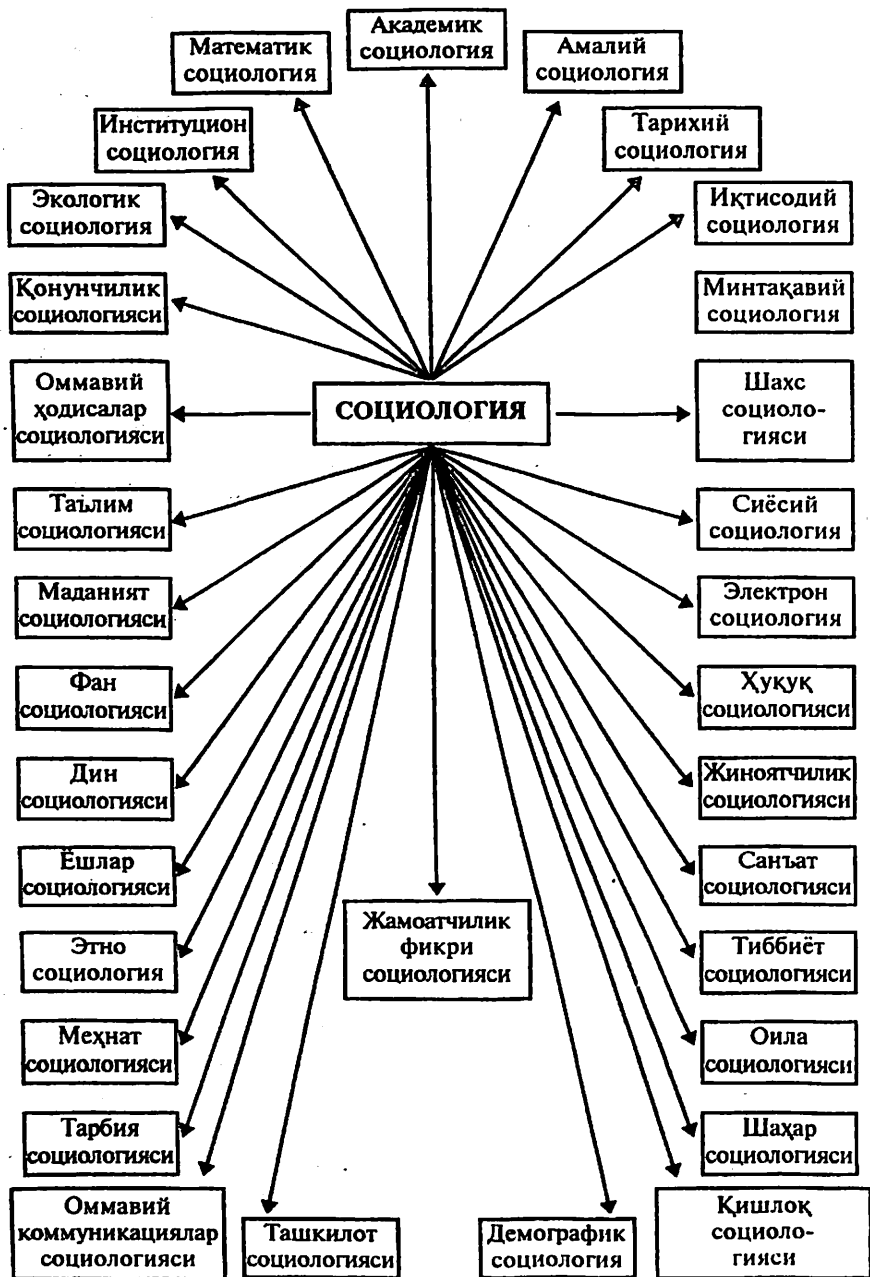 Академик
социология
Математик
социология
Амалий
социология
Институцион
социология
Тарихий
социология
Экологик
социология
Иқтисодий
социология
Қонунчилик
социологияси
Минтақавий
социология
Оммавий
ҳодисалар
социологияси
СОЦИОЛОГИЯ
Шахс
социоло-
гияси
Таълим
социологияси
Сиёсий
социология
Маданият
социологияси
Электрон
социология
Фан
социологияси
Ҳуқуқ
социологияси
Дин
социологияси
Жиноятчилик
социологияси
Ёшлар
социологияси
Санъат
социологияси
Жамоатчилик
фикри
социологияси
Этно
социология
Тиббиёт
социологияси
Меҳнат
социологияси
Оила
социологияси
Тарбия
социологияси
Шаҳар
социологияси
Оммавий
коммуникациялар
социологияси
Ташкилот
социологияси
Демографик
социология
Қишлоқ
социоло-
гияси